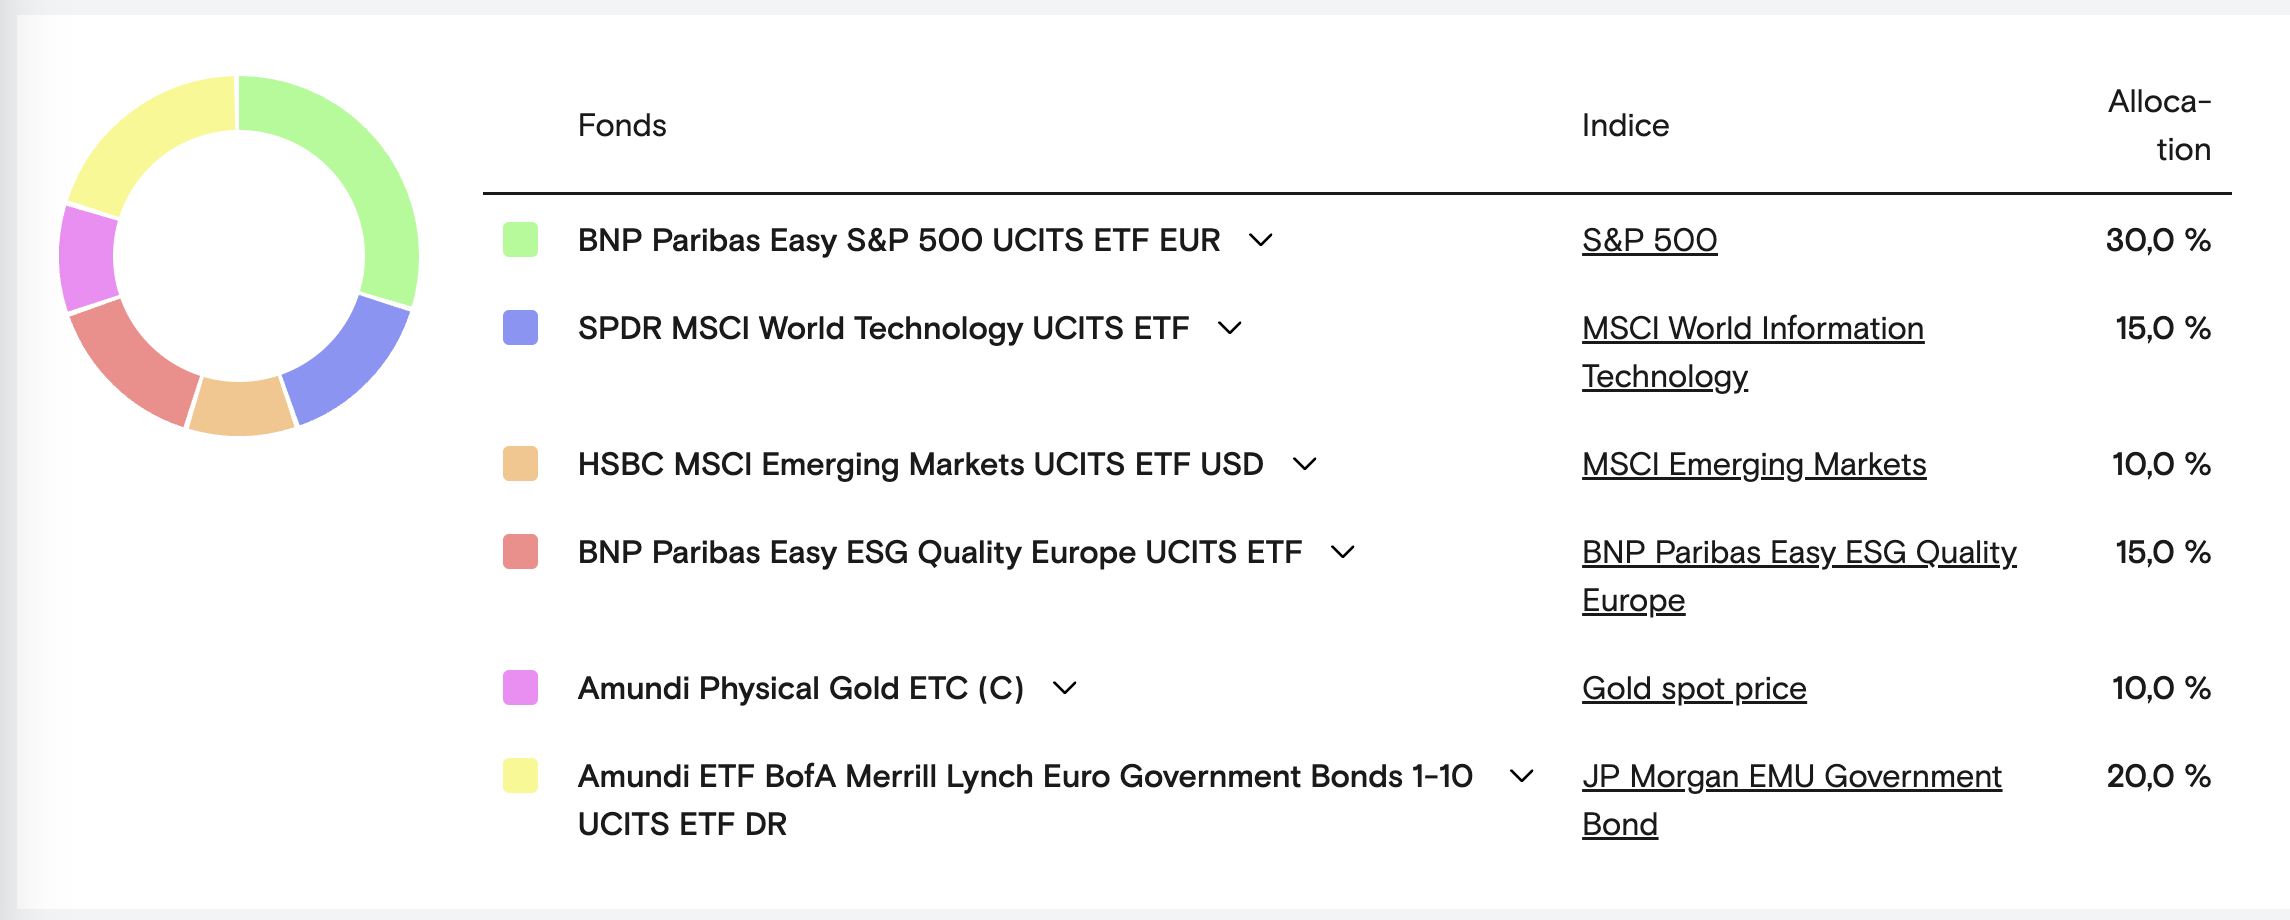 Fonds
Indice
Alloca-
tion
BNP Paribas Easy S&P 500 UCITS ETF EUR
S&P 500
30,0 %
SPDR MSCI World Technology UCITS ETF
MSCI World Information
Technology
15,0 %
HSBC MSCI Emerging Markets UCITS ETF USD
MSCI Emerging Markets
10,0 %
BNP Paribas Easy ESG Quality Europe UCITS ETF
BNP Paribas Easy ESG Quality
Europe
15,0 %
Amundi Physical Gold ETC (C)
Gold spot price
10,0 %
Amundi ETF BofA Merrill Lynch Euro Government Bonds 1-10
UCITS ETF DR
JP Morgan EMU Government
Bond
20,0 %